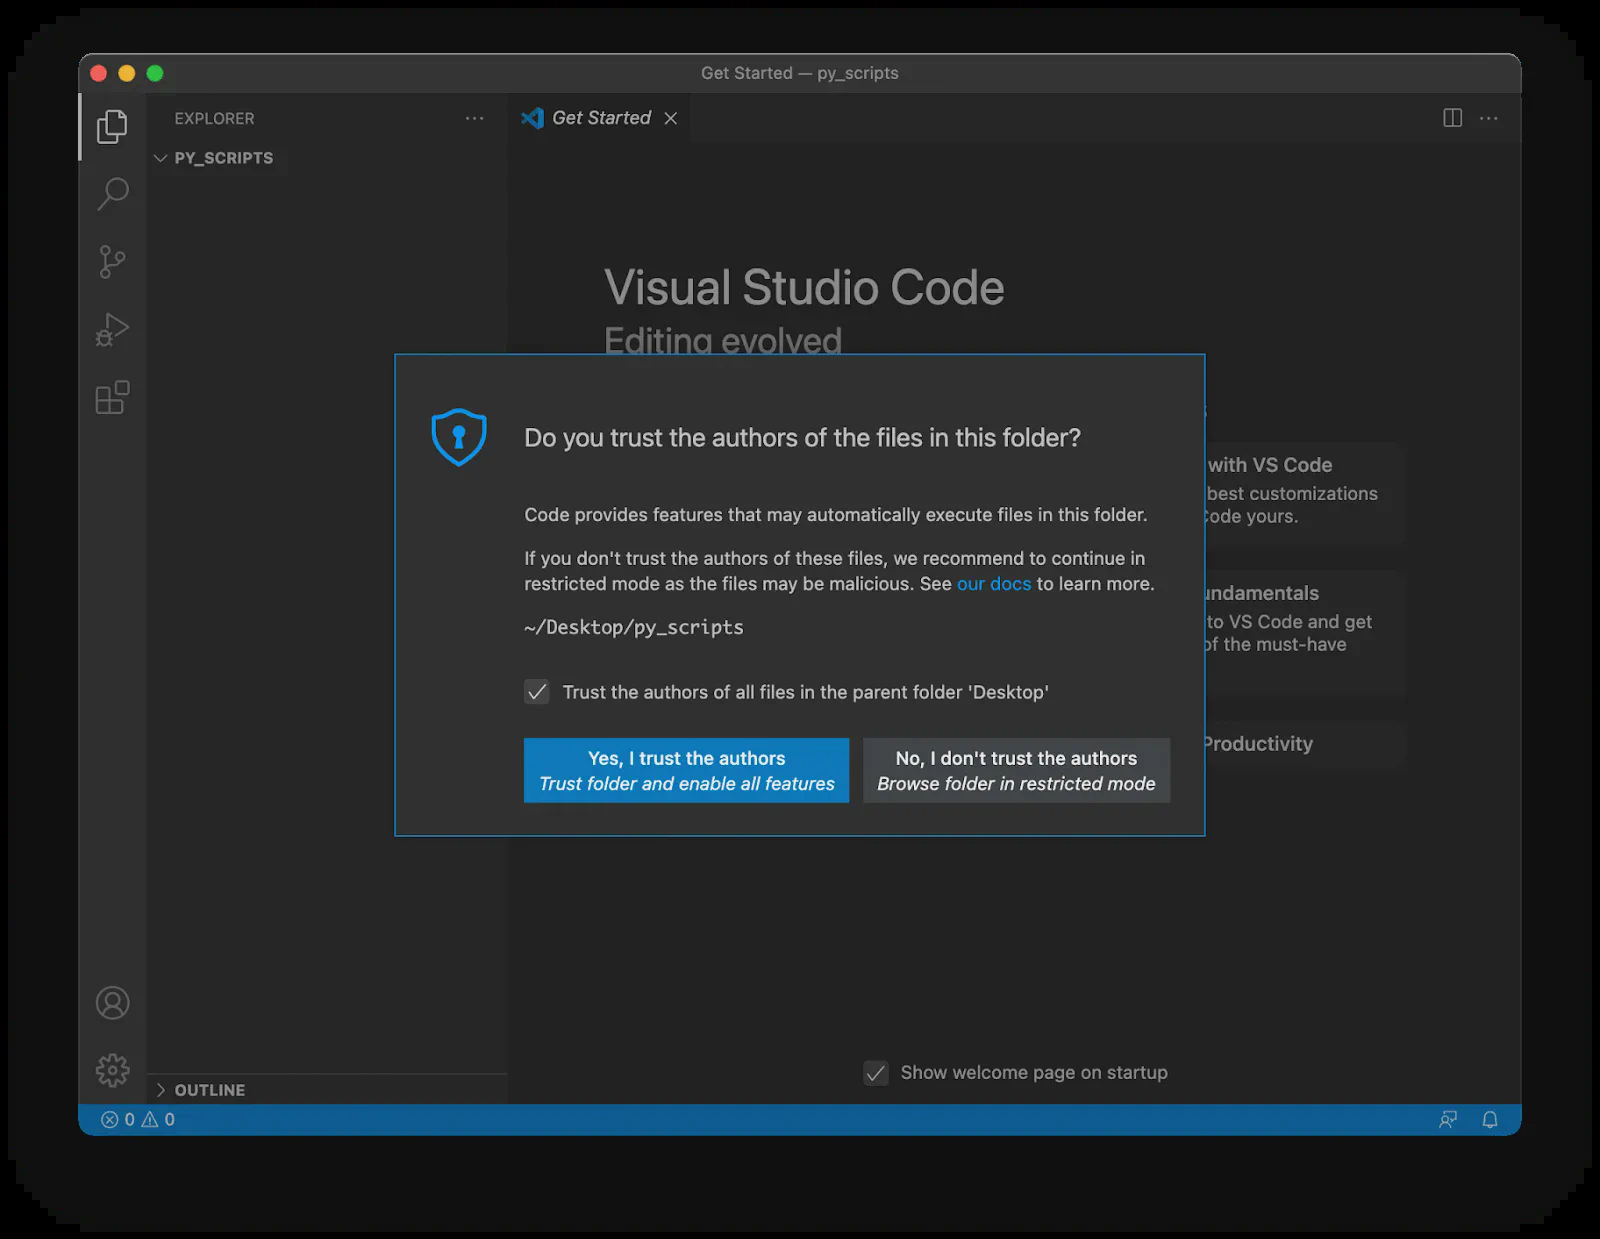 Get Started — py_scripts
EXPLORER
Get Started
PY_SCRIPTS
Visual Studio Code
Editing evolved
Do you trust the authors of the files in this folder?
Code provides features that may automatically execute files in this folder.
If you don't trust the authors of these files, we recommend to continue in
restricted mode as the files may be malicious. See our docs to learn more.
~/Desktop/py_scripts
Trust the authors of all files in the parent folder 'Desktop'
Yes, I trust the authors
Trust folder and enable all features
No, I don't trust the authors
Browse folder in restricted mode
with VS Code
best customizations
Code yours.
undamentals
to VS Code and get
of the must-have
Productivity
Show welcome page on startup
OUTLINE
0 0